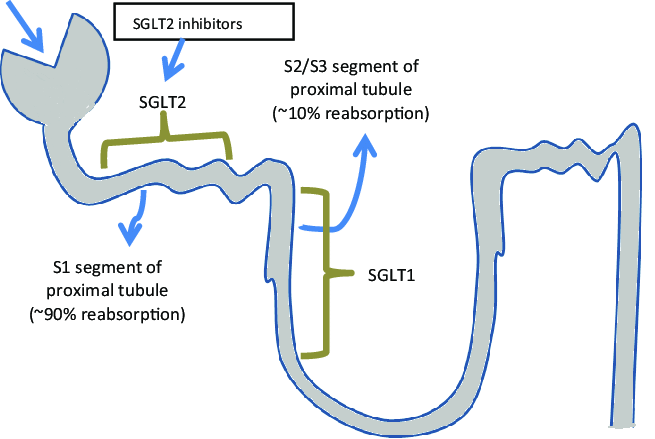 SGLT2 inhibitors
S2/S3 segment of
proximal tubule
(~10% reabsorption)
SGLT2
S1 segment of
proximal tubule
(~90% reabsorption)
SGLT1